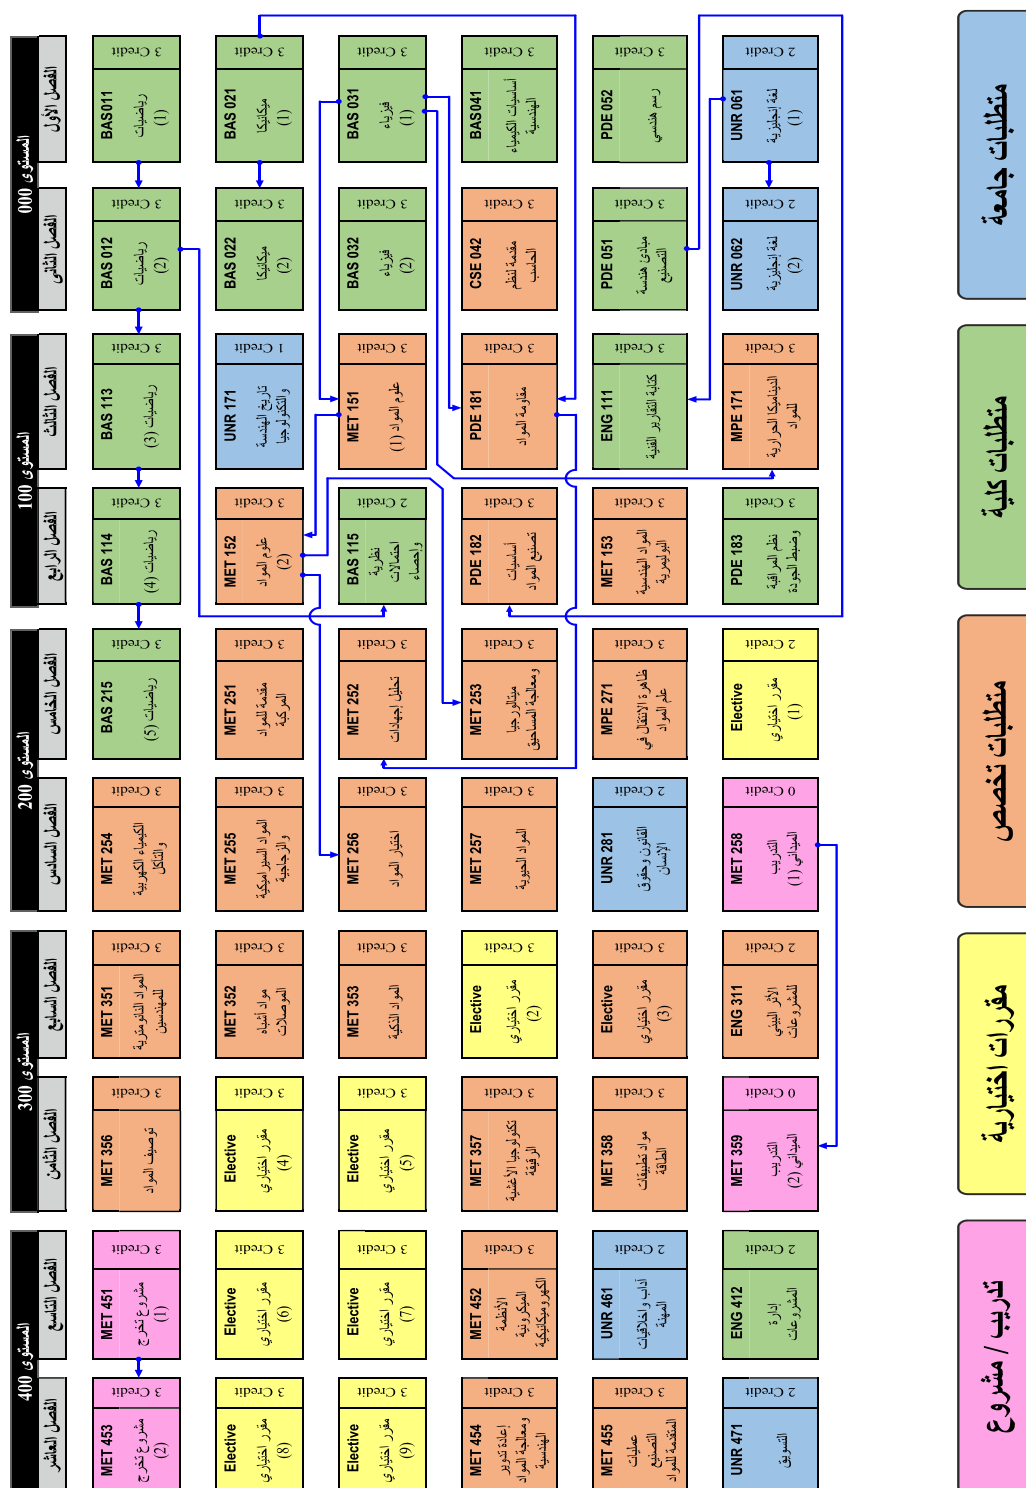 المستوى 000
الفصل الأول
BAS011
رياضيات
(1)
3 Credit
BAS 021
ميكانيكا
(1)
3 Credit
BAS 031
فيزياء
(1)
3 Credit
BAS041
أساسيات الكيمياء
الهندسية
3 Credit
PDE 052
رسم هندسي
3 Credit
UNR 061
لغة إنجليزية
(1)
2 Credit
الفصل الثاني
BAS 012
رياضيات
(2)
3 Credit
BAS 022
ميكانيكا
(2)
3 Credit
BAS 032
فيزياء
(2)
3 Credit
CSE 042
مقدمة لنظم
الحاسب
3 Credit
PDE 051
مبادئ هندسة
التصنيع
3 Credit
UNR 062
لغة إنجليزية
(2)
2 Credit
المستوى 100
الفصل الثالث
BAS 113
رياضيات (3)
3 Credit
UNR 171
تاريخ الهندسة
والتكنولوجيا
1 Credit
MET 151
علوم المواد (1)
3 Credit
PDE 181
مقاومة المواد
3 Credit
ENG 111
كتابة التقارير الفنية
3 Credit
MPE 171
الديناميكا الحرارية
للمواد
3 Credit
الفصل الرابع
BAS 114
رياضيات (4)
3 Credit
MET 152
علوم المواد
(2)
3 Credit
BAS 115
نظرية
احتمالات
وإحصاء
2 Credit
PDE 182
أساسيات
تصنيع المواد
3 Credit
MET 153
المواد الهندسية
البوليمرية
3 Credit
PDE 183
نظم المراقبة
وضبط الجودة
3 Credit
المستوى 200
الفصل الخامس
BAS 215
رياضيات (5)
3 Credit
MET 251
مقدمة للمواد
المركبة
3 Credit
MET 252
تحليل إجهادات
3 Credit
MET 253
ميتالورجيا
ومعالجة المساحيق
3 Credit
MPE 271
ظاهرة الانتقال في
علم المواد
3 Credit
Elective
مقرر اختياري
(1)
2 Credit
الفصل السادس
MET 254
الكيمياء الكهربية
والتآكل
3 Credit
MET 255
المواد السيراميكية
والزجاجية
3 Credit
MET 256
اختيار المواد
3 Credit
MET 257
المواد الحيوية
3 Credit
UNR 281
القانون وحقوق
الإنسان
2 Credit
MET 258
التدريب
الميداني (1)
0 Credit
المستوى 300
الفصل السابع
MET 351
المواد النانومترية
للمهندسين
3 Credit
MET 352
مواد أشباه
الموصلات
3 Credit
MET 353
المواد الذكية
3 Credit
Elective
مقرر اختياري
(2)
3 Credit
Elective
مقرر اختياري
(3)
3 Credit
ENG 311
الأثر البيئي
للمشروعات
2 Credit
الفصل الثامن
MET 356
توصيف المواد
3 Credit
Elective
مقرر اختياري
(4)
3 Credit
Elective
مقرر اختياري
(5)
3 Credit
MET 357
تكنولوجيا الأغشية
الرقيقة
3 Credit
MET 358
مواد تطبيقات
الطاقة
3 Credit
MET 359
التدريب
الميداني (2)
0 Credit
المستوى 400
الفصل التاسع
MET 451
مشروع تخرج
(1)
3 Credit
Elective
مقرر اختياري
(6)
3 Credit
Elective
مقرر اختياري
(7)
3 Credit
MET 452
الأنظمة
الميكرونية
الكهروميكانيكية
3 Credit
UNR 461
آداب وأخلاقيات
المهنة
2 Credit
ENG 412
إدارة
المشروعات
2 Credit
الفصل العاشر
MET 453
مشروع تخرج
(2)
3 Credit
Elective
مقرر اختياري
(8)
3 Credit
Elective
مقرر اختياري
(9)
3 Credit
MET 454
إعادة تدوير
ومعالجة المواد
الهندسية
3 Credit
MET 455
عمليات
التصنيع
المتقدمة للمواد
3 Credit
UNR 471
التسويق
2 Credit
متطلبات جامعة
متطلبات كلية
متطلبات تخصص
مقررات اختيارية
تدريب / مشروع